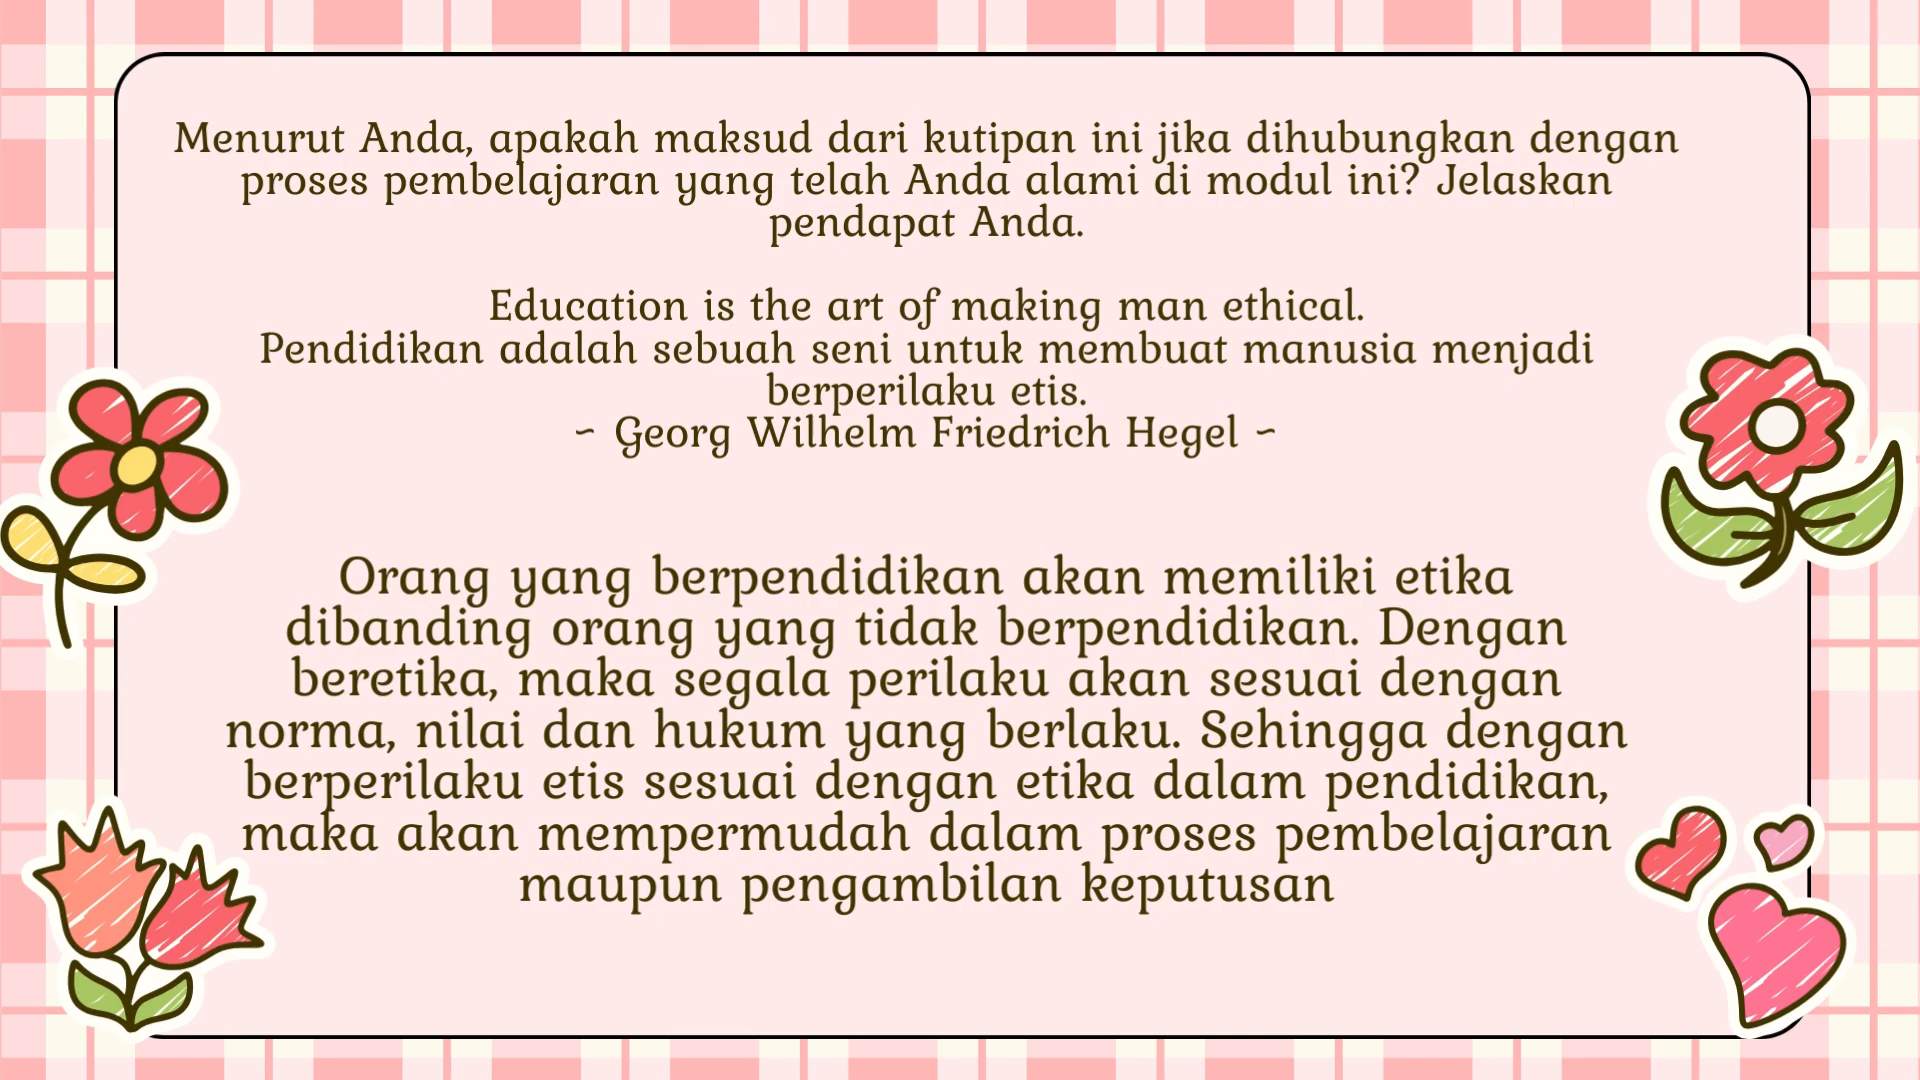 Menurut Anda, apakah maksud dari kutipan ini jika dihubungkan dengan
proses pembelajaran yang telah Anda alami di modul ini? Jelaskan
pendapat Anda.
Education is the art of making man ethical.
Pendidikan adalah sebuah seni untuk membuat manusia menjadi
berperilaku etis.
~ Georg Wilhelm Friedrich Hegel ~
Orang yang berpendidikan akan memiliki etika
dibanding orang yang tidak berpendidikan. Dengan
beretika, maka segala perilaku akan sesuai dengan
norma, nilai dan hukum yang berlaku. Sehingga dengan
berperilaku etis sesuai dengan etika dalam pendidikan,
maka akan mempermudah dalam proses pembelajaran
maupun pengambilan keputusan